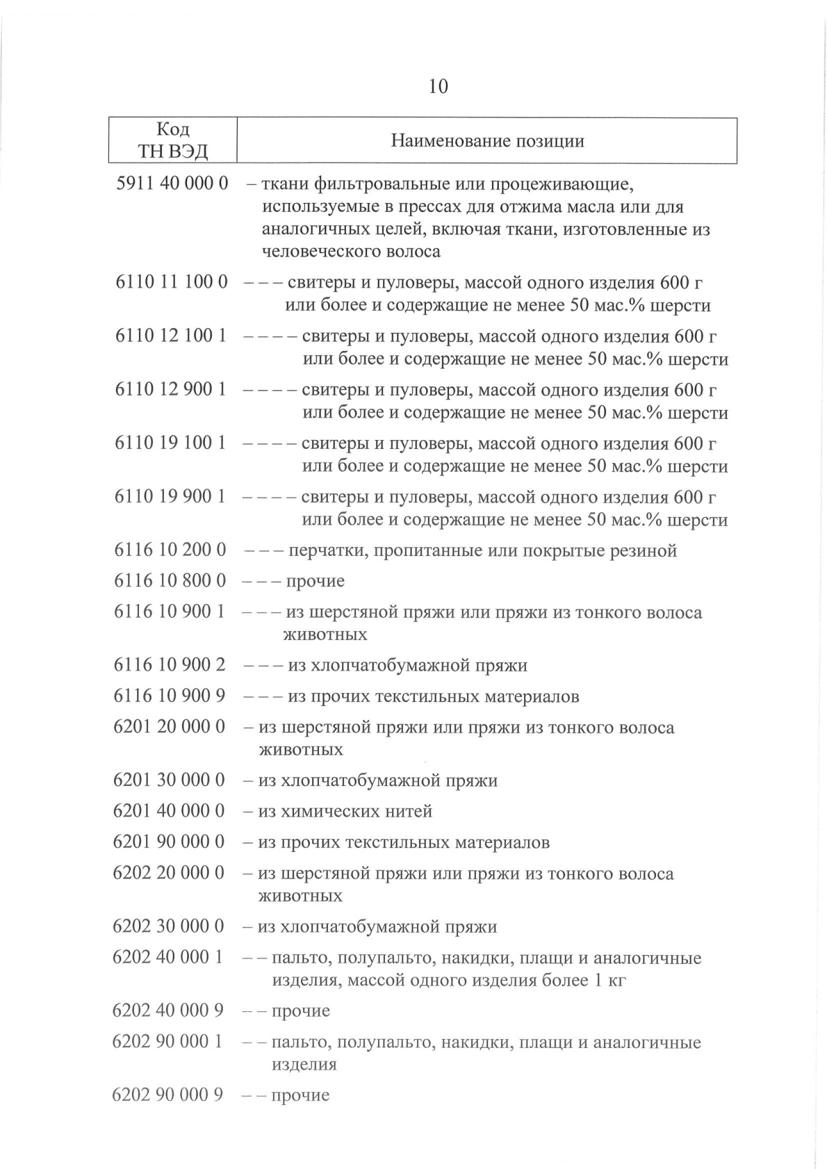 10
Код
ТН ВЭД
Наименование позиции
5911 40 000 0 – ткани фильтровальные или процеживающие,
используемые в прессах для отжима масла или для
аналогичных целей, включая ткани, изготовленные из
человеческого волоса
6110 11 100 0 – – – свитеры и пуловеры, массой одного изделия 600 г
или более и содержащие не менее 50 мас.% шерсти
6110 12 100 1 – – – – свитеры и пуловеры, массой одного изделия 600 г
или более и содержащие не менее 50 мас.% шерсти
6110 12 900 1 – – – – свитеры и пуловеры, массой одного изделия 600 г
или более и содержащие не менее 50 мас.% шерсти
6110 19 100 1 – – – – свитеры и пуловеры, массой одного изделия 600 г
или более и содержащие не менее 50 мас.% шерсти
6110 19 900 1 – – – – свитеры и пуловеры, массой одного изделия 600 г
или более и содержащие не менее 50 мас.% шерсти
6116 10 200 0 – – – перчатки, пропитанные или покрытые резиной
6116 10 800 0 – – – прочие
6116 10 900 1 – – – из шерстяной пряжи или пряжи из тонкого волоса
животных
6116 10 900 2 – – – из хлопчатобумажной пряжи
6116 10 900 9 – – – из прочих текстильных материалов
6201 20 000 0 – из шерстяной пряжи или пряжи из тонкого волоса
животных
6201 30 000 0 – из хлопчатобумажной пряжи
6201 40 000 0 – из химических нитей
6201 90 000 0 – из прочих текстильных материалов
6202 20 000 0 – из шерстяной пряжи или пряжи из тонкого волоса
животных
6202 30 000 0 – из хлопчатобумажной пряжи
6202 40 000 1 – – пальто, полупальто, накидки, плащи и аналогичные
изделия, массой одного изделия более 1 кг
6202 40 000 9 – – прочие
6202 90 000 1 – – пальто, полупальто, накидки, плащи и аналогичные
изделия
6202 90 000 9 – – прочие